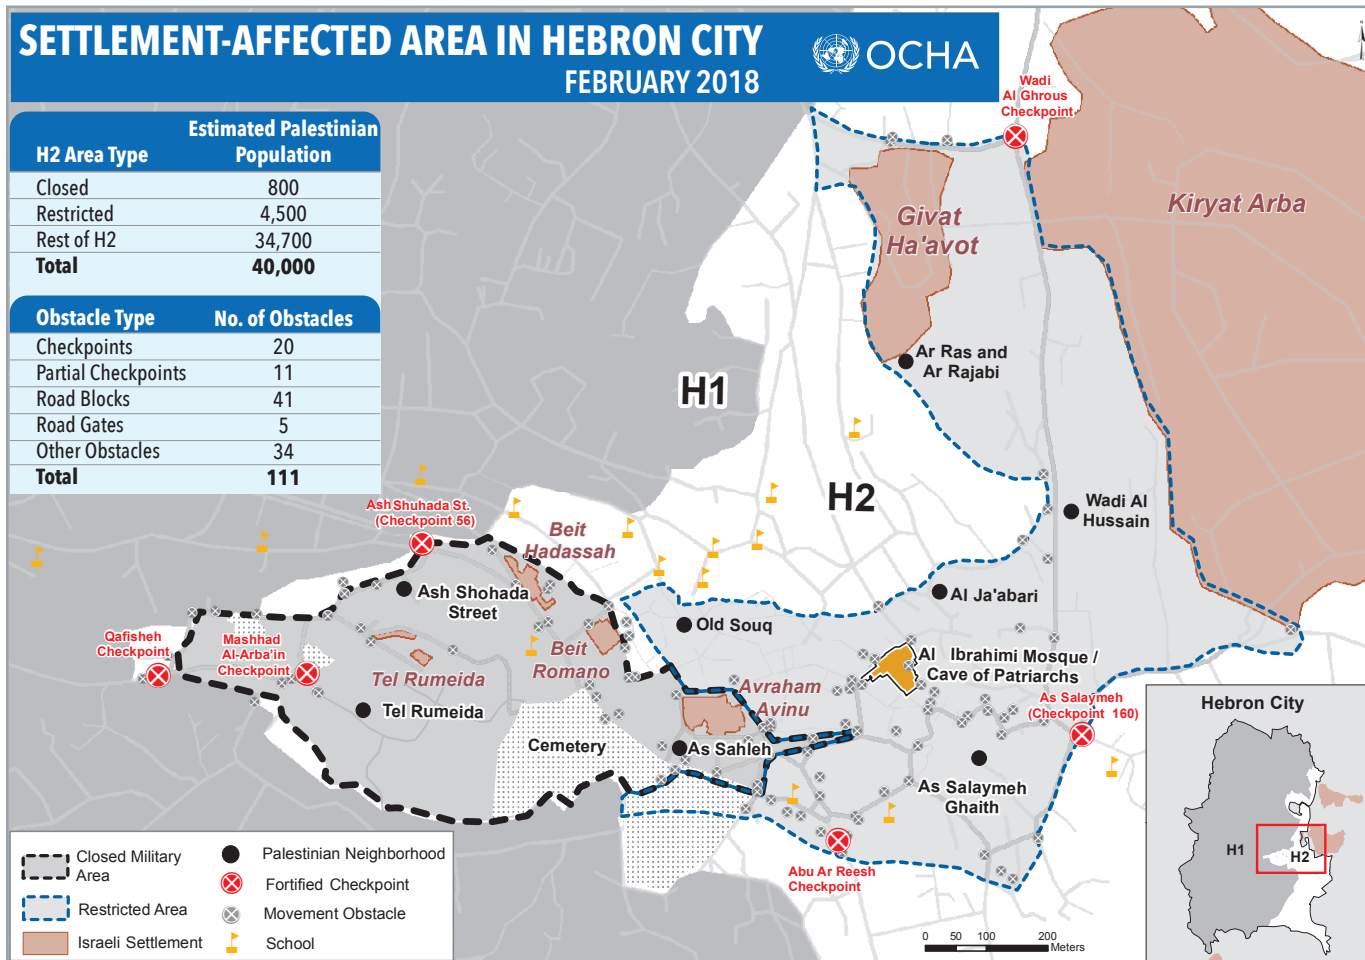 SETTLEMENT-AFFECTED AREA IN HEBRON CITY
FEBRUARY 2018
OCHA
H2 Area Type Estimated Palestinian Population
Closed 800
Restricted 4,500
Rest of H2 34,700
Total 40,000
Obstacle Type No. of Obstacles
Checkpoints 20
Partial Checkpoints 11
Road Blocks 41
Road Gates 5
Other Obstacles 34
Total 111
Wadi
Al Ghrous
Checkpoint
Kiryat Arba
Givat
Ha'avot
Ar Ras and
Ar Rajabi
H1
H2
Wadi Al
Hussain
Ash Shuhada St.
(Checkpoint 56)
Beit
Hadassah
Ash Shohada
Street
Al Ja'abari
Old Souq
Qafisheh
Checkpoint
Mashhad
Al-Arba'in
Checkpoint
Beit
Romano
Tel Rumeida
Al Ibrahimi Mosque /
Cave of Patriarchs
Avraham
Avinu
As Salaymeh
(Checkpoint 160)
Tel Rumeida
Cemetery
As Sahleh
As Salaymeh
Ghaith
Abu Ar Reesh
Checkpoint
Closed Military
Area
Restricted Area
Israeli Settlement
Palestinian Neighborhood
Fortified Checkpoint
Movement Obstacle
School
0 50 100 200
Meters
Hebron City
H1
H2